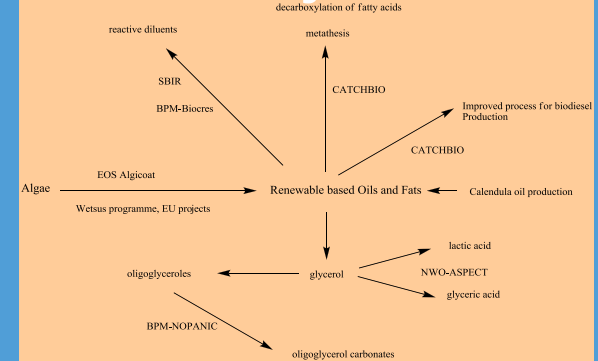 decarboxylation of fatty acids
reactive diluents
metathesis
SBIR
CATCHBIO
BPM-Biocres
Improved process for biodiesel
Production
CATCHBIO
EOS Algicoat
Algae
Renewable based Oils and Fats
Calendula oil production
Wetsus programme, EU projects
lactic acid
oligoglyceroles
glycerol
NWO-ASPECT
glyceric acid
BPM-NOPANIC
oligoglycerol carbonates